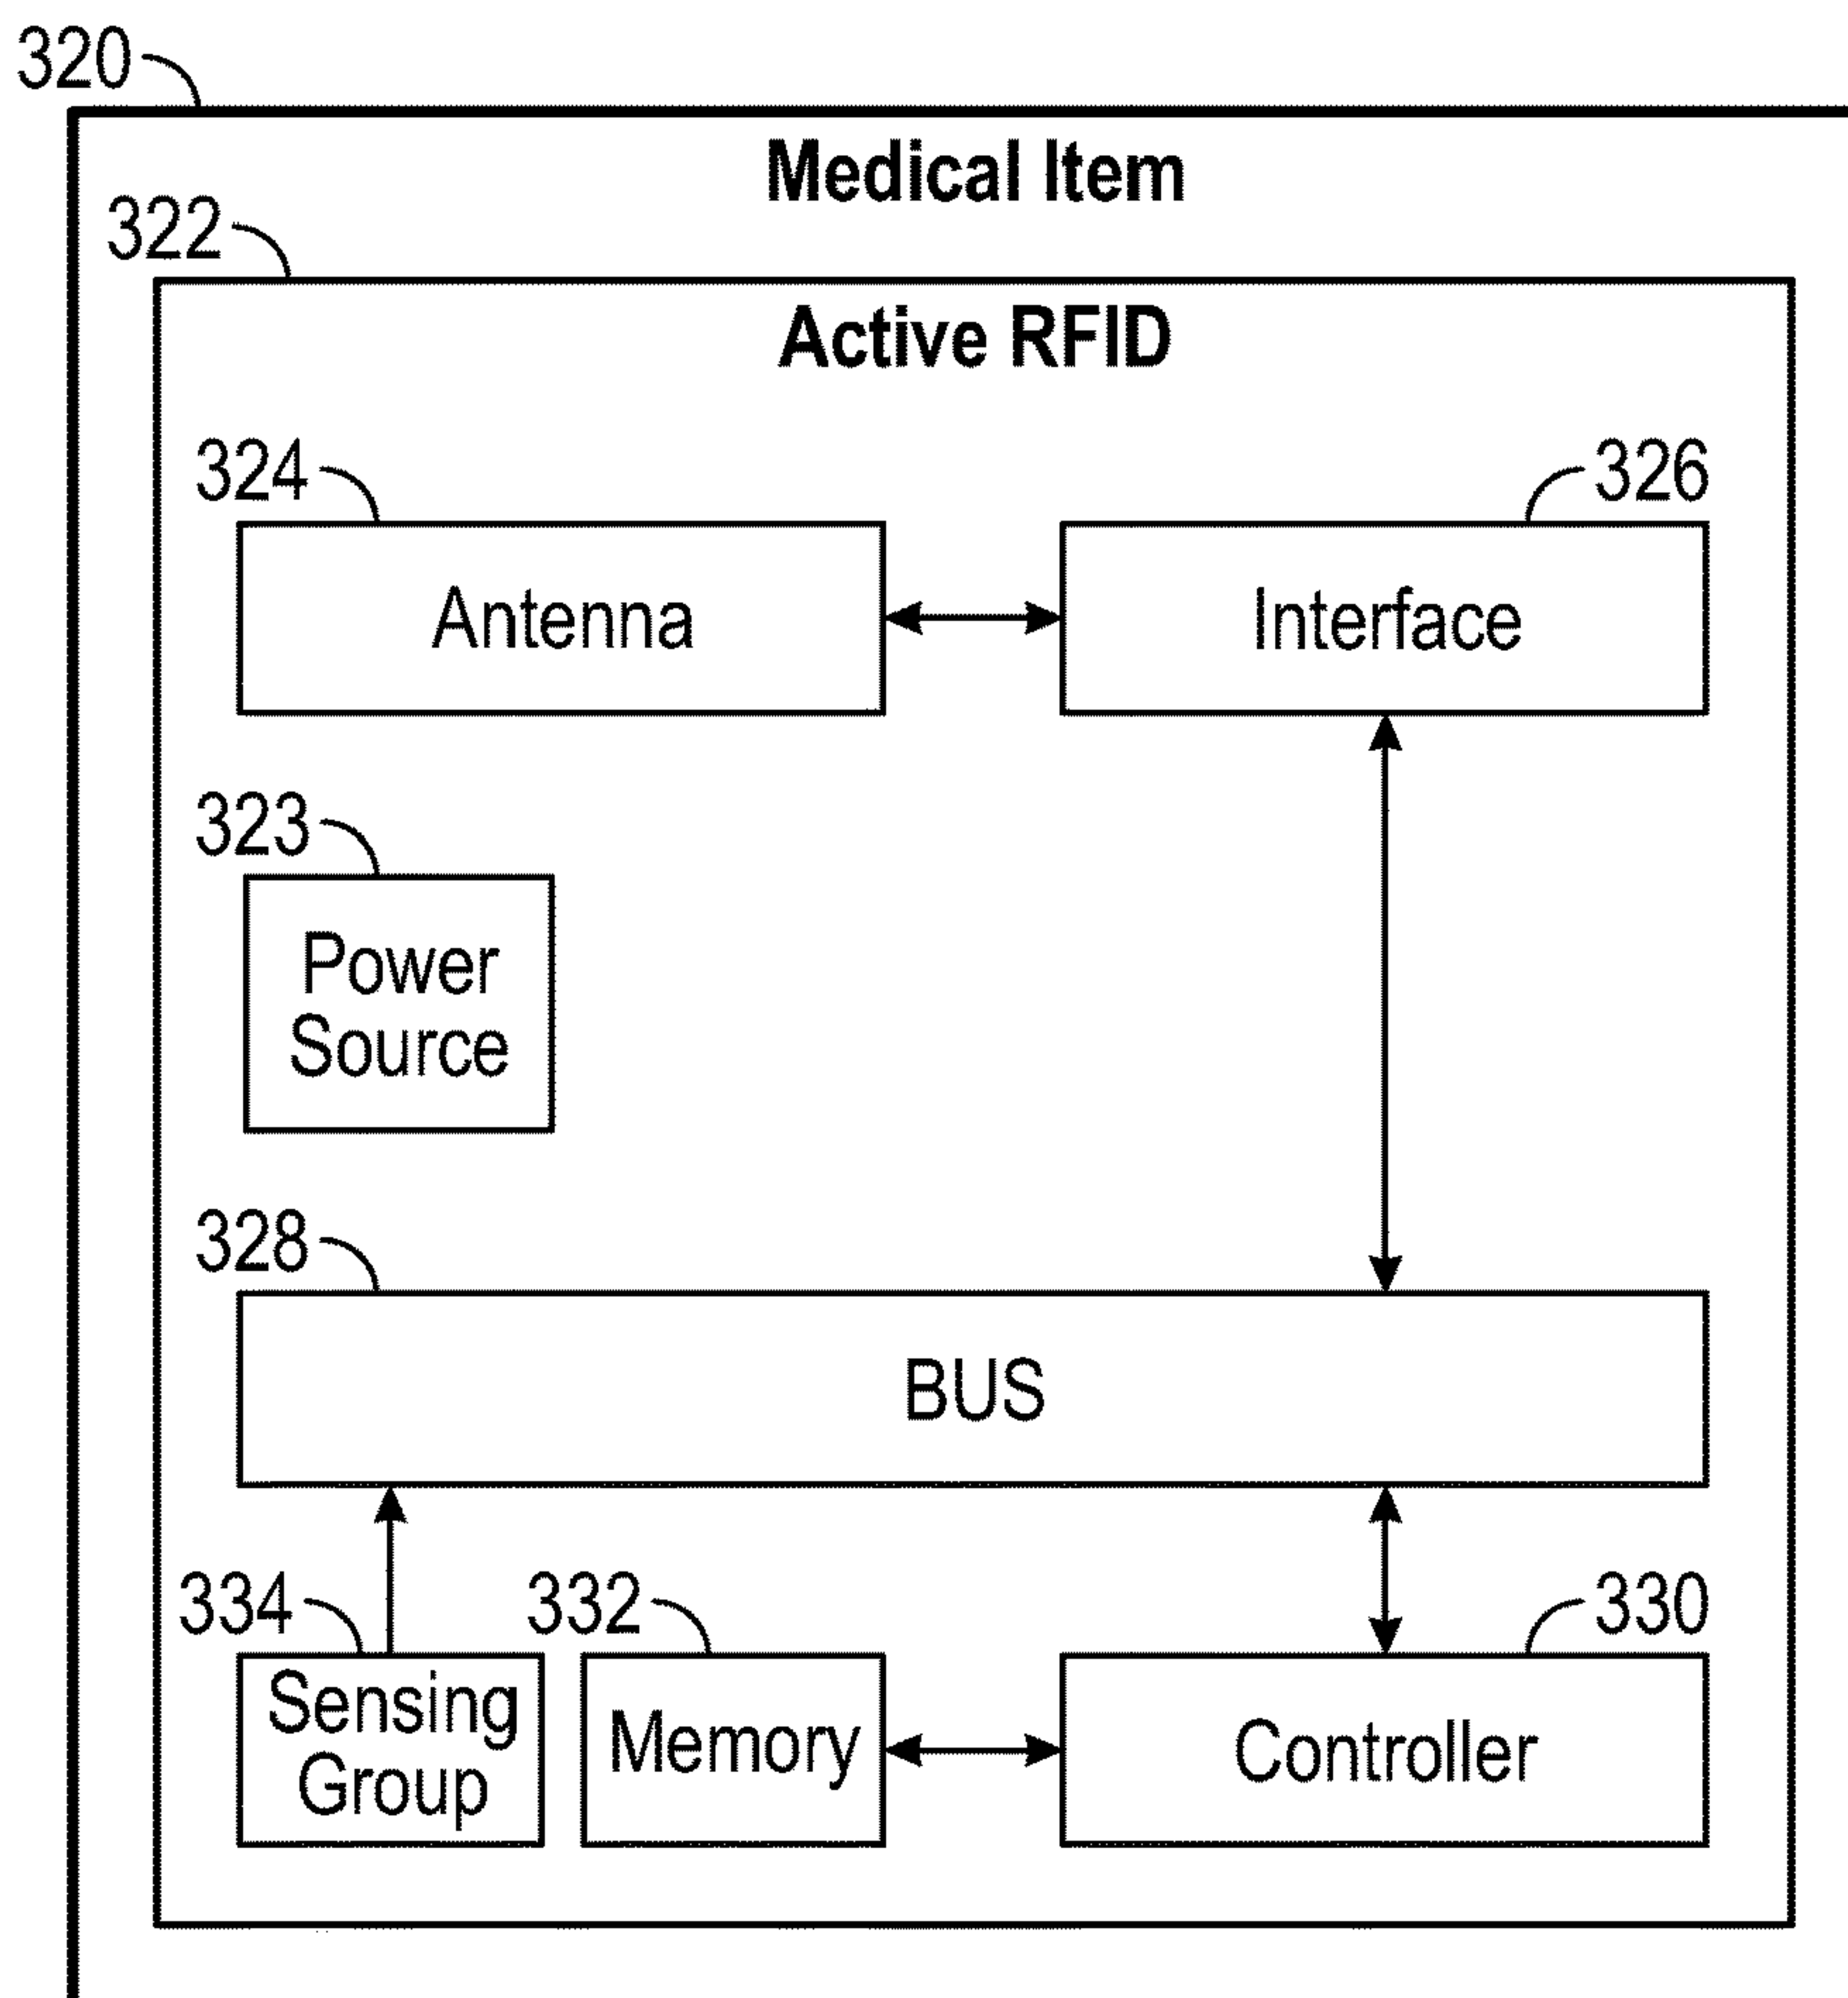 320
Medical Item
322
Active RFID
324
326
Antenna
Interface
323
Power
Source
328
BUS
334
332
330
Sensing
Group
Memory
Controller